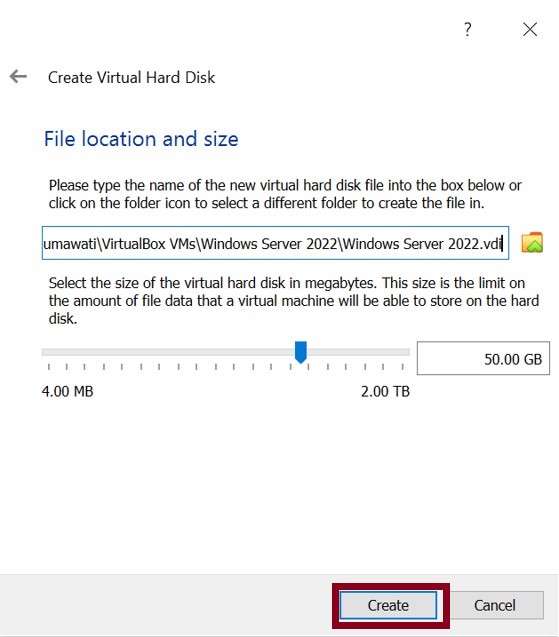 ?
Create Virtual Hard Disk
File location and size
Please type the name of the new virtual hard disk file into the box below or
click on the folder icon to select a different folder to create the file in.
umawati\VirtualBox VMs\Windows Server 2022\Windows Server 2022.vdi
Select the size of the virtual hard disk in megabytes. This size is the limit on
the amount of file data that a virtual machine will be able to store on the hard
disk.
50.00 GB
4.00 MB 2.00 TB
Create Cancel